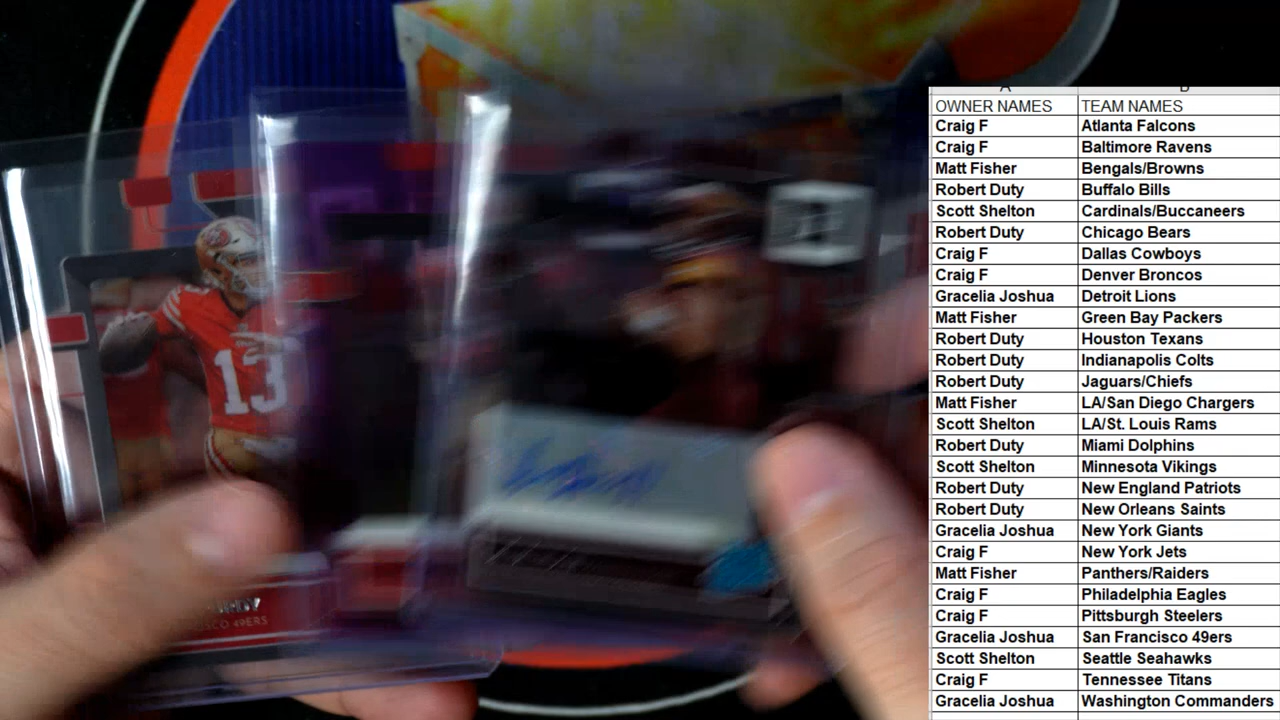 OWNER NAMES TEAM NAMES
Craig F Atlanta Falcons
Craig F Baltimore Ravens
Matt Fisher Bengals/Browns
Robert Duty Buffalo Bills
Scott Shelton Cardinals/Buccaneers
Robert Duty Chicago Bears
Craig F Dallas Cowboys
Craig F Denver Broncos
Gracelia Joshua Detroit Lions
Matt Fisher Green Bay Packers
Robert Duty Houston Texans
Robert Duty Indianapolis Colts
Robert Duty Jaguars/Chiefs
Matt Fisher LA/San Diego Chargers
Scott Shelton LA/St. Louis Rams
Robert Duty Miami Dolphins
Scott Shelton Minnesota Vikings
Robert Duty New England Patriots
Robert Duty New Orleans Saints
Gracelia Joshua New York Giants
Craig F New York Jets
Matt Fisher Panthers/Raiders
Craig F Philadelphia Eagles
Craig F Pittsburgh Steelers
Gracelia Joshua San Francisco 49ers
Scott Shelton Seattle Seahawks
Craig F Tennessee Titans
Gracelia Joshua Washington Commanders
13
49ERS